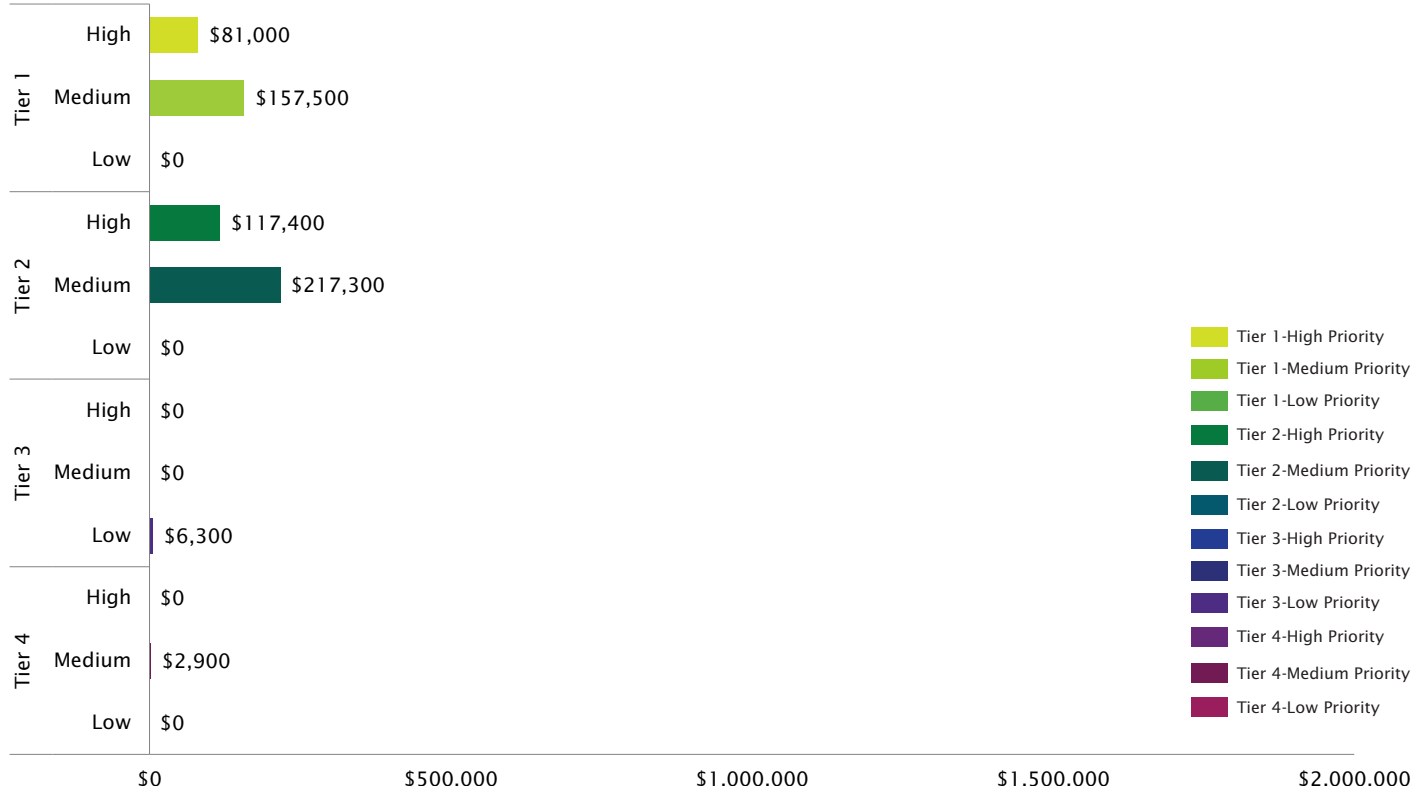 Tier 1
High $81,000
Medium $157,500
Low $0
Tier 2
High $117,400
Medium $217,300
Low $0
Tier 3
High $0
Medium $0
Low $6,300
Tier 4
High $0
Medium $2,900
Low $0
$0 $500.000 $1.000.000 $1.500.000 $2.000.000
Tier 1-High Priority
Tier 1-Medium Priority
Tier 1-Low Priority
Tier 2-High Priority
Tier 2-Medium Priority
Tier 2-Low Priority
Tier 3-High Priority
Tier 3-Medium Priority
Tier 3-Low Priority
Tier 4-High Priority
Tier 4-Medium Priority
Tier 4-Low Priority